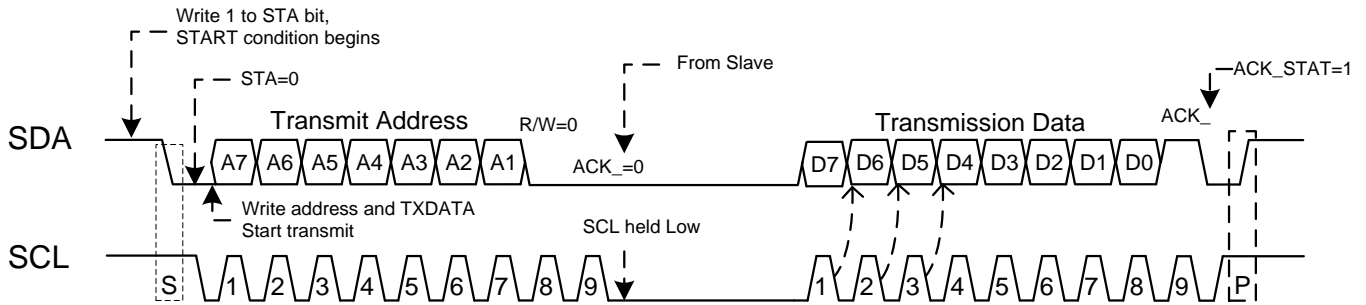 Write 1 to STA bit,
START condition begins
STA=0
From Slave
ACK_STAT=1
Transmit Address
R/W=0
Transmission Data
ACK_
SDA
A7 A6 A5 A4 A3 A2 A1
ACK_=0
D7 D6 D5 D4 D3 D2 D1 D0
Write address and TXDATA
Start transmit
SCL held Low
SCL
S 1 2 3 4 5 6 7 8 9 1 2 3 4 5 6 7 8 9 P